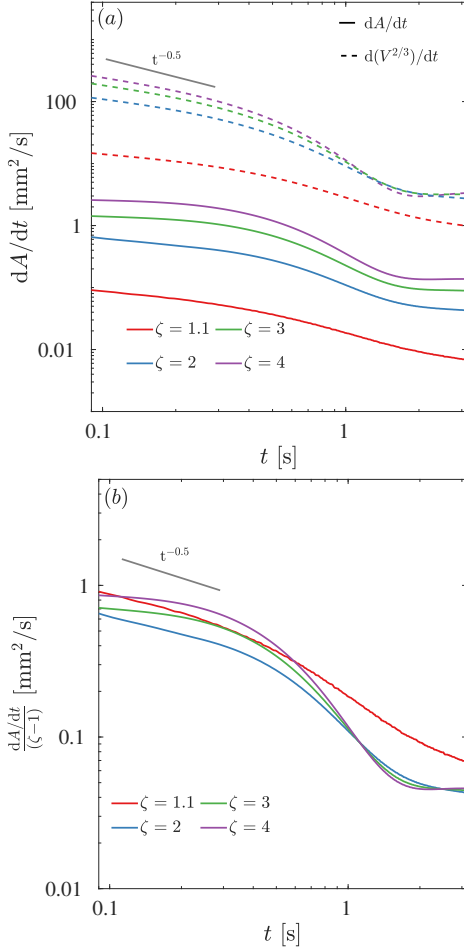 (a)
dA/dt
t^−0.5
d(V^2/3)/dt
100
1
0.01
dA/dt [mm²/s]
ζ = 1.1
ζ = 3
ζ = 2
ζ = 4
0.1
1
t [s]
(b)
t^−0.5
1
0.1
0.01
dA/dt
(ζ−1)
[mm²/s]
ζ = 1.1
ζ = 3
ζ = 2
ζ = 4
0.1
1
t [s]